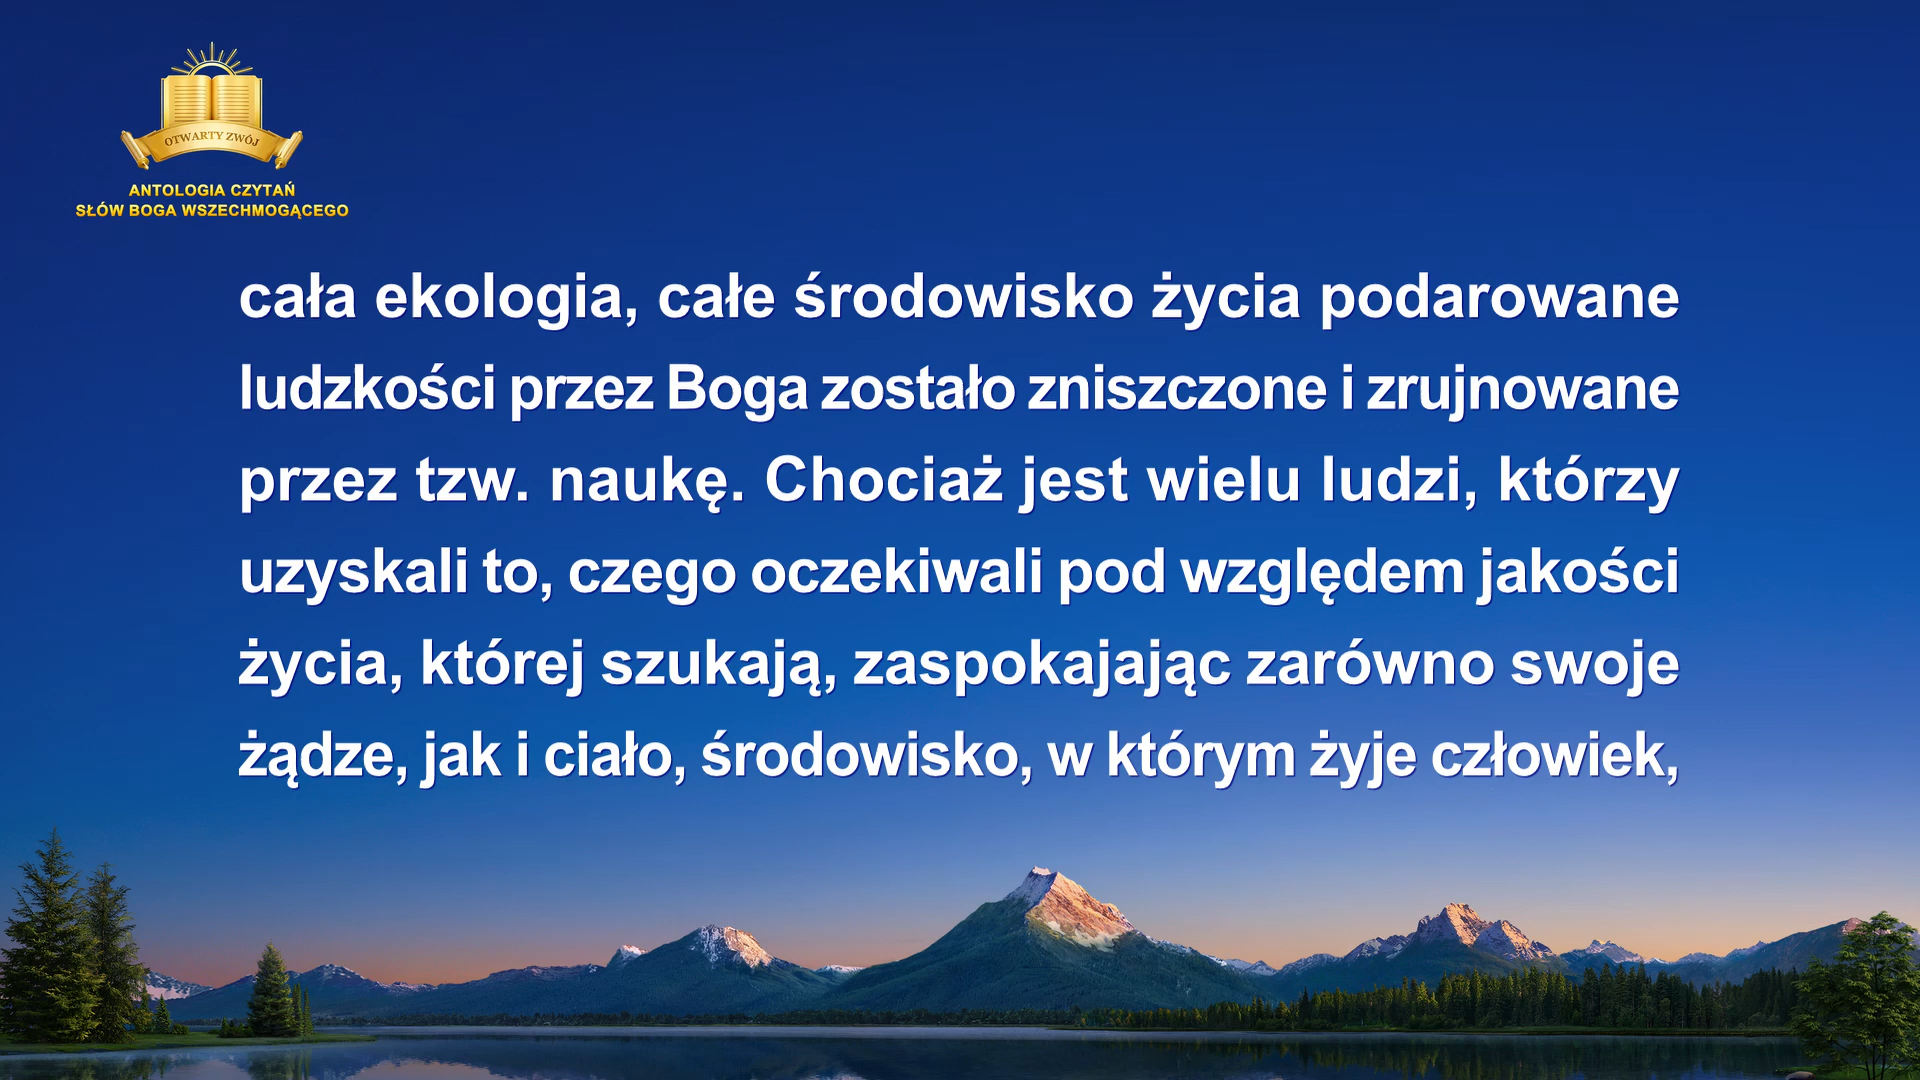 OTWARTY ZWÓJ
ANTOLOGIA CZYTAŃ
SŁÓW BOGA WSZECHMOGĄCEGO
cała ekologia, całe środowisko życia podarowane
ludzkości przez Boga zostało zniszczone i zrujnowane
przez tzw. naukę. Chociaż jest wielu ludzi, którzy
uzyskali to, czego oczekiwali pod względem jakości
życia, której szukają, zaspokajając zarówno swoje
żądze, jak i ciało, środowisko, w którym żyje człowiek,